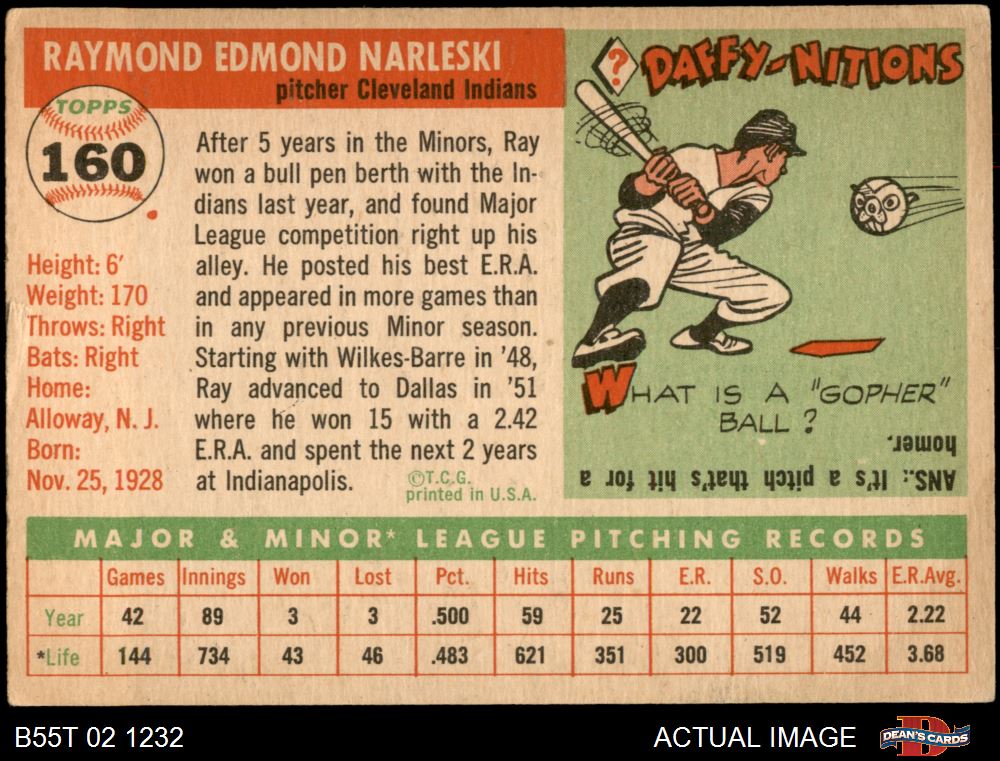 RAYMOND EDMOND NARLESKI
pitcher Cleveland Indians
TOPPS
160
After 5 years in the Minors, Ray
won a bull pen berth with the In-
dians last year, and found Major
League competition right up his
alley. He posted his best E.R.A.
and appeared in more games than
in any previous Minor season.
Starting with Wilkes-Barre in '48,
Ray advanced to Dallas in '51
where he won 15 with a 2.42
E.R.A. and spent the next 2 years
at Indianapolis.
©T.C.G.
printed in U.S.A.
Height: 6'
Weight: 170
Throws: Right
Bats: Right
Home:
Alloway, N. J.
Born:
Nov. 25, 1928
? DAFFY-NITIONS
WHAT IS A "GOPHER"
BALL?
ANS.: It's a pitch that's hit for a
homer.
MAJOR & MINOR* LEAGUE PITCHING RECORDS
Games Innings Won Lost Pct. Hits Runs E.R. S.O. Walks E.R.Avg.
Year 42 89 3 3 .500 59 25 22 52 44 2.22
*Life 144 734 43 46 .483 621 351 300 519 452 3.68
B55T 02 1232
ACTUAL IMAGE
D
DEAN'S CARDS